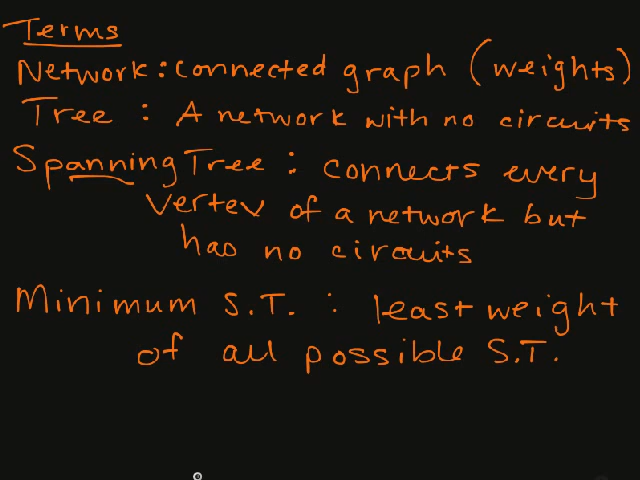 Terms
Network: Connected graph (weights)
Tree: A network with no circuits
Spanning Tree: connects every
vertex of a network but
has no circuits
Minimum S.T.: least weight
of all possible S.T.